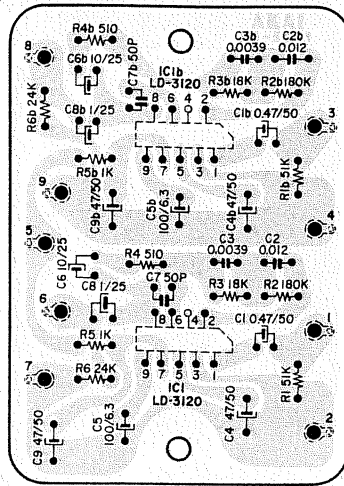 R4b 510
C3b
0.0039
C2b
0.012
8
C6b 10/25
C7b 50P
IC1b
LD-3120
R3b 18K
R2b 180K
R6b 24K
C8b 1/25
8 6 4 2
C1b 0.47/50
3
R5b 1K
9 7 5 3 1
R1b 51K
9
C9b 47/50
C5b
100/6.3
C4b 47/50
4
5
C6 10/25
R4 510
C3
0.0039
C2
0.012
C7 50P
R3 18K
R2 180K
6
C8 1/25
8 6 4 2
C1 0.47/50
1
R5 1K
9 7 5 3 1
7
R6 24K
IC1
LD-3120
R1 51K
C9 47/50
C5
100/6.3
C4 47/50
2